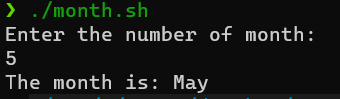 ❯ ./month.sh
Enter the number of month:
5
The month is: May